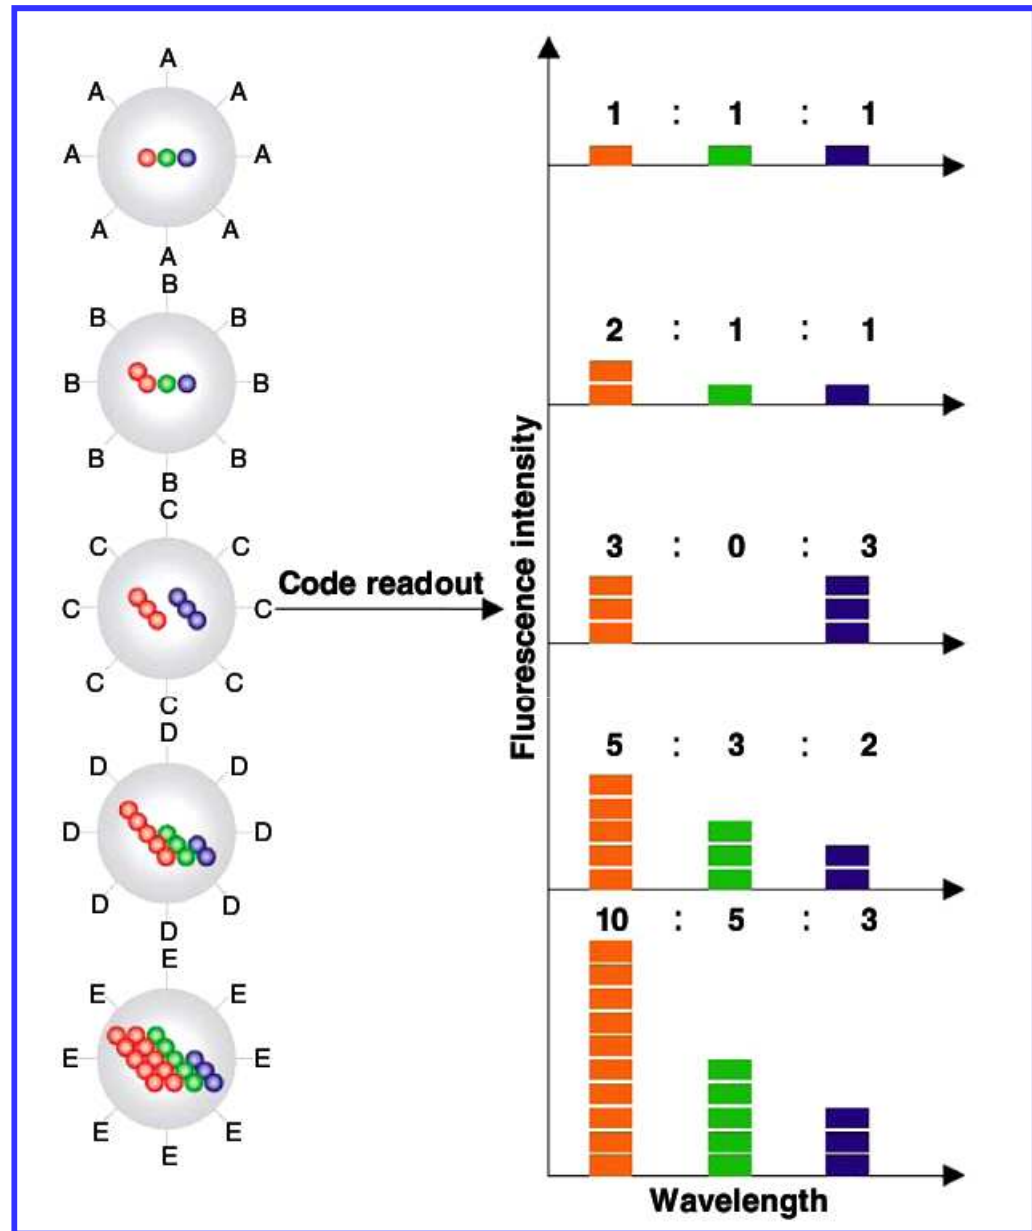 A
A A
A A
A A
A
B
B B
B B
B B
B
C
C C
C C
C C
C
D
D D
D D
D D
D
E
E E
E E
E E
E
Code readout
Fluorescence intensity
1 : 1 : 1
2 : 1 : 1
3 : 0 : 3
5 : 3 : 2
10 : 5 : 3
Wavelength